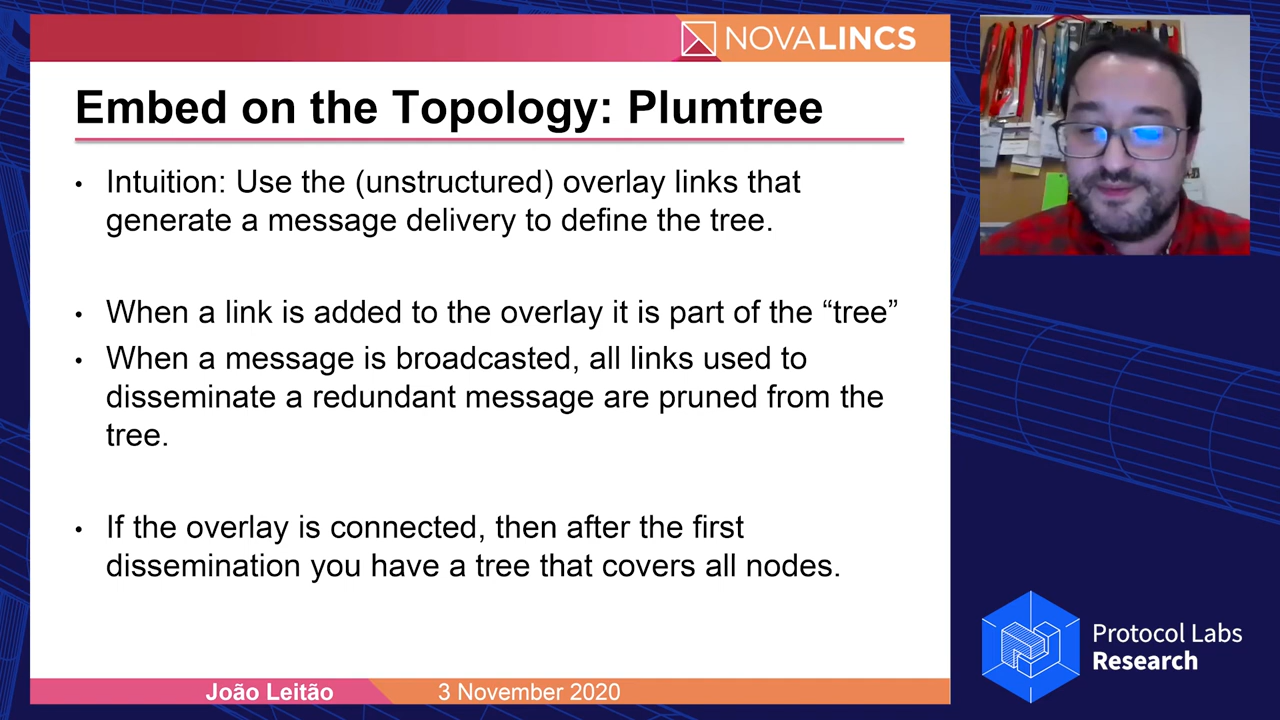 NOVALINCS
Embed on the Topology: Plumtree
• Intuition: Use the (unstructured) overlay links that
generate a message delivery to define the tree.
• When a link is added to the overlay it is part of the “tree”
• When a message is broadcasted, all links used to
disseminate a redundant message are pruned from the
tree.
• If the overlay is connected, then after the first
dissemination you have a tree that covers all nodes.
João Leitão
3 November 2020
Protocol Labs
Research